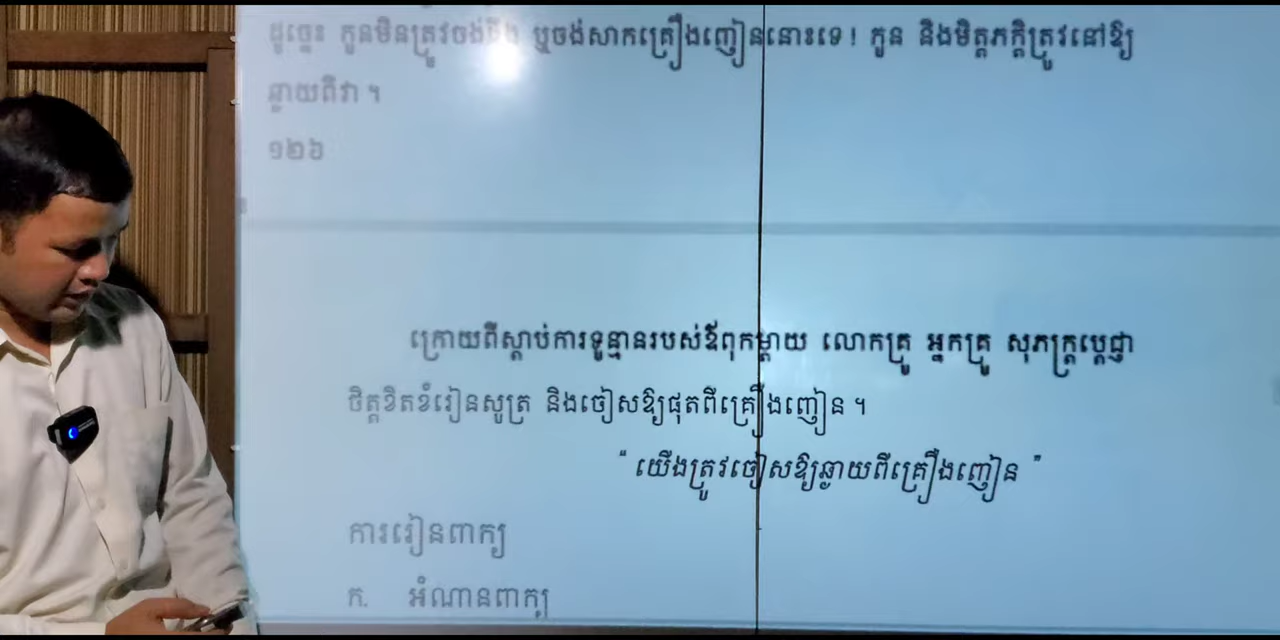 ដូច្នេះ កូនមិនត្រូវចង់ដឹង ឬចង់សាកគ្រឿងញៀននោះទេ! កូន និងមិត្តភក្តិត្រូវនៅឱ្យ
ឆ្ងាយពីវា ។
១២៦
ក្រោយពីស្តាប់ការទូន្មានរបស់ឪពុកម្តាយ លោកគ្រូ អ្នកគ្រូ សុភក្ត្រប្តេជ្ញា
ថិត្តខិតខំរៀនសូត្រ និងចៀសឱ្យផុតពីគ្រឿងញៀន ។
“ យើងត្រូវចៀសឱ្យឆ្ងាយពីគ្រឿងញៀន ”
ការរៀនពាក្យ
ក. អំណានពាក្យ